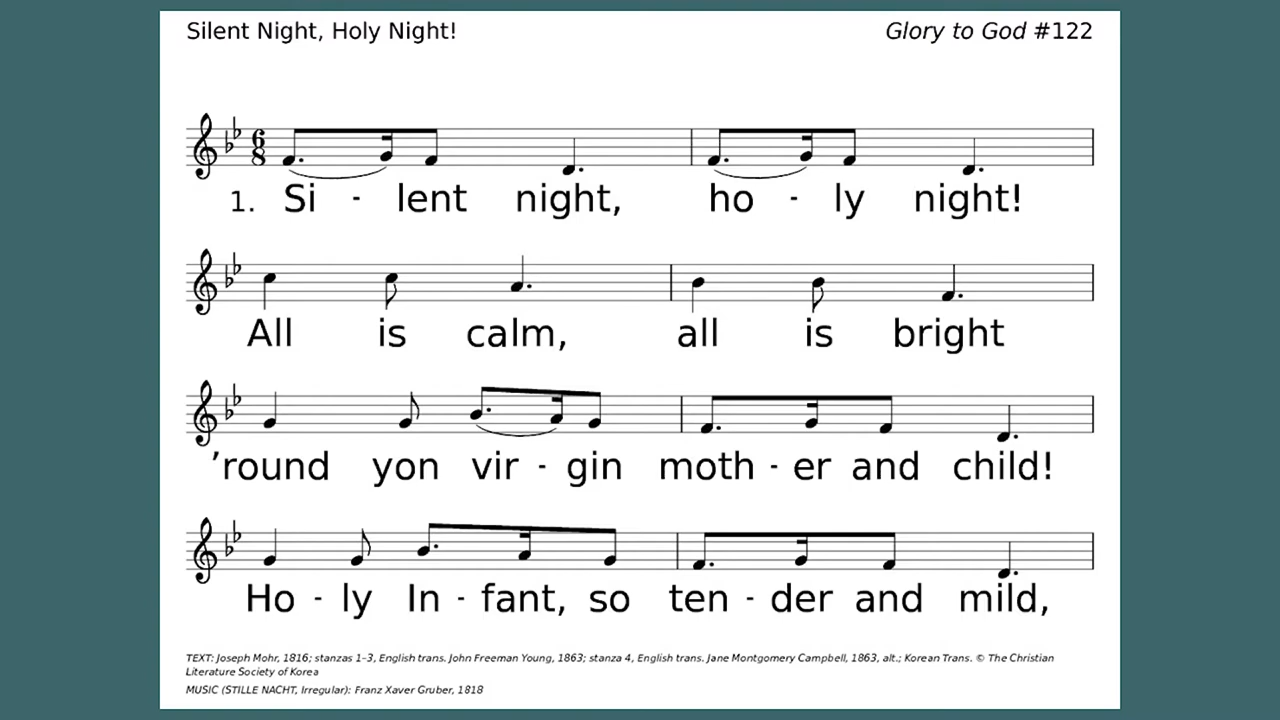 Silent Night, Holy Night! Glory to God #122
6
8
1. Si - lent night, ho - ly night!
All is calm, all is bright
’round yon vir - gin moth - er and child!
Ho - ly In - fant, so ten - der and mild,
TEXT: Joseph Mohr, 1816; stanzas 1–3, English trans. John Freeman Young, 1863; stanza 4, English trans. Jane Montgomery Campbell, 1863, alt.; Korean Trans. © The Christian
Literature Society of Korea
MUSIC (STILLE NACHT, Irregular): Franz Xaver Gruber, 1818